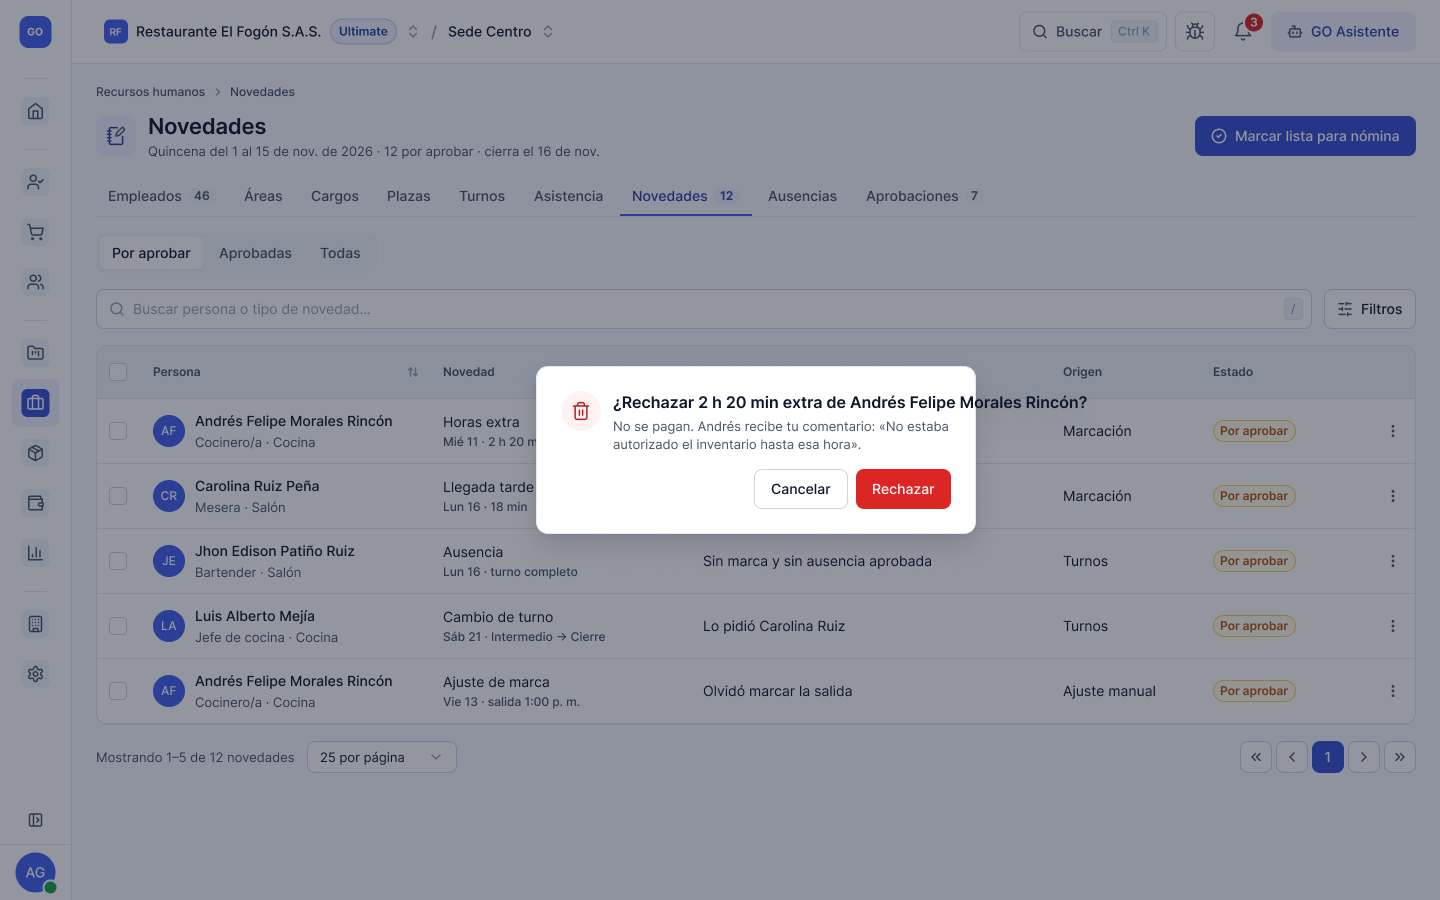 GO
RF Restaurante El Fogón S.A.S. Ultimate / Sede Centro
Buscar Ctrl K 3 GO Asistente
Recursos humanos > Novedades
Novedades
Quincena del 1 al 15 de nov. de 2026 · 12 por aprobar · cierra el 16 de nov.
Marcar lista para nómina
Empleados 46 Áreas Cargos Plazas Turnos Asistencia Novedades 12 Ausencias Aprobaciones 7
Por aprobar Aprobadas Todas
Buscar persona o tipo de novedad... /
Filtros
Persona Novedad Origen Estado
¿Rechazar 2 h 20 min extra de Andrés Felipe Morales Rincón?
No se pagan. Andrés recibe tu comentario: «No estaba
autorizado el inventario hasta esa hora».
Cancelar Rechazar
AF Andrés Felipe Morales Rincón Horas extra Marcación Por aprobar
Cocinero/a · Cocina Mié 11 · 2 h 20 m
CR Carolina Ruiz Peña Llegada tarde Marcación Por aprobar
Mesera · Salón Lun 16 · 18 min
JE Jhon Edison Patiño Ruiz Ausencia Sin marca y sin ausencia aprobada Turnos Por aprobar
Bartender · Salón Lun 16 · turno completo
LA Luis Alberto Mejía Cambio de turno Lo pidió Carolina Ruiz Turnos Por aprobar
Jefe de cocina · Cocina Sáb 21 · Intermedio → Cierre
AF Andrés Felipe Morales Rincón Ajuste de marca Olvidó marcar la salida Ajuste manual Por aprobar
Cocinero/a · Cocina Vie 13 · salida 1:00 p. m.
Mostrando 1–5 de 12 novedades 25 por página « ‹ 1 › »
AG